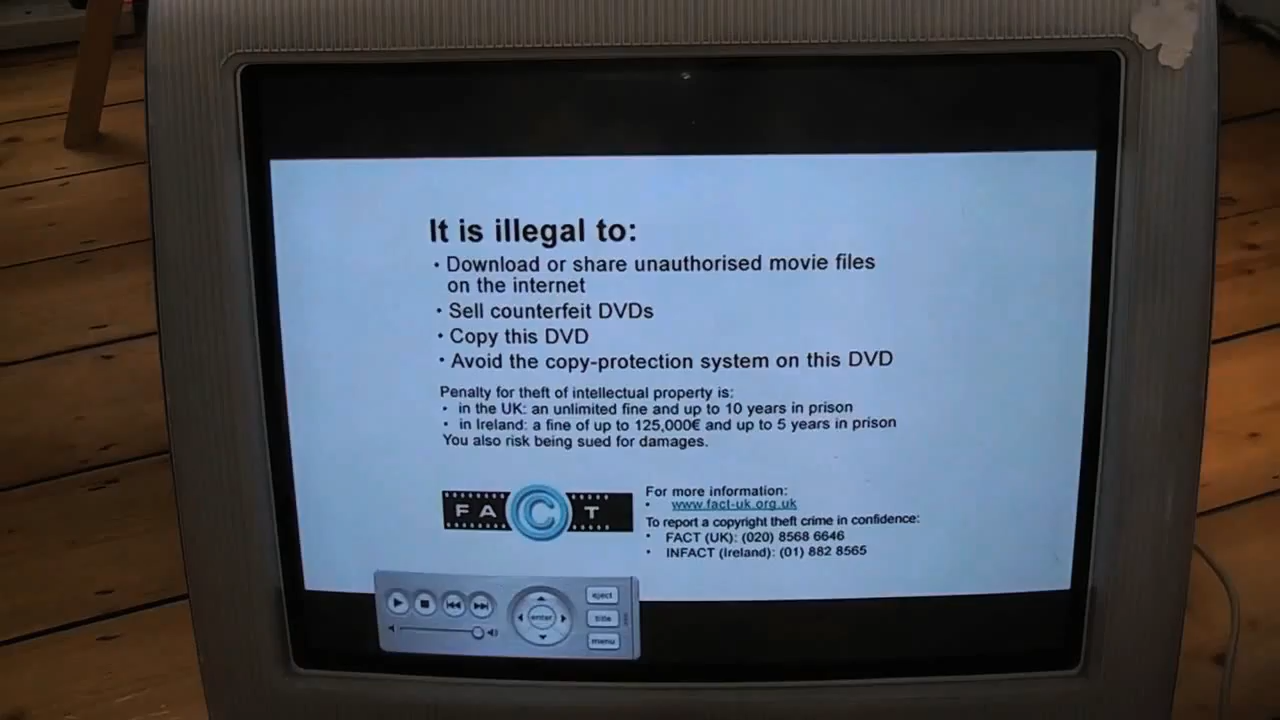 It is illegal to:
• Download or share unauthorised movie files
on the internet
• Sell counterfeit DVDs
• Copy this DVD
• Avoid the copy-protection system on this DVD
Penalty for theft of intellectual property is:
• in the UK: an unlimited fine and up to 10 years in prison
• in Ireland: a fine of up to 125,000€ and up to 5 years in prison
You also risk being sued for damages.
FA©T
For more information:
• www.fact-uk.org.uk
To report a copyright theft crime in confidence:
• FACT (UK): (020) 8568 6646
• INFACT (Ireland): (01) 882 8565
eject
enter
title
menu